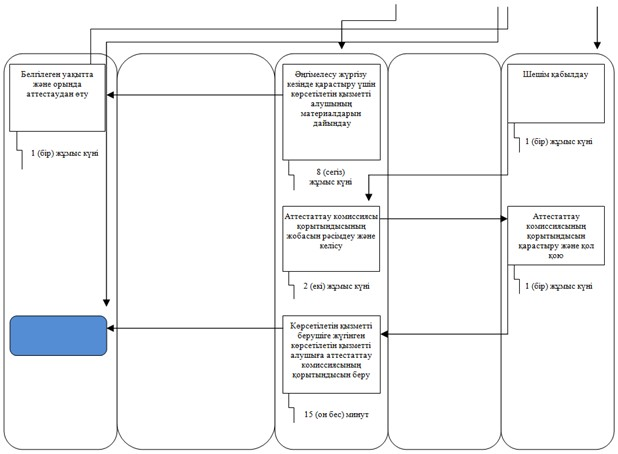 Белгілеген уақытта
және орында
аттестаудан өту
1 (бір) жұмыс күні
Әңгімелесу жүргізу
кезінде қарастыру үшін
көрсетілетін қызметті
алушының
материалдарын
дайындау
8 (сегіз)
жұмыс күні
Шешім қабылдау
1 (бір) жұмыс күні
Аттестаттау комиссиясы
қорытындысының
жобасын рәсімдеу және
келісу
2 (екі) жұмыс күні
Аттестаттау
комиссиясының
қорытындысын
қарастыру және қол
қою
1 (бір) жұмыс күні
Көрсетілетін қызметті
берушіге жүгінген
көрсетілетін қызметті
алушыға аттестаттау
комиссиясының
қорытындысын беру
15 (он бес) минут